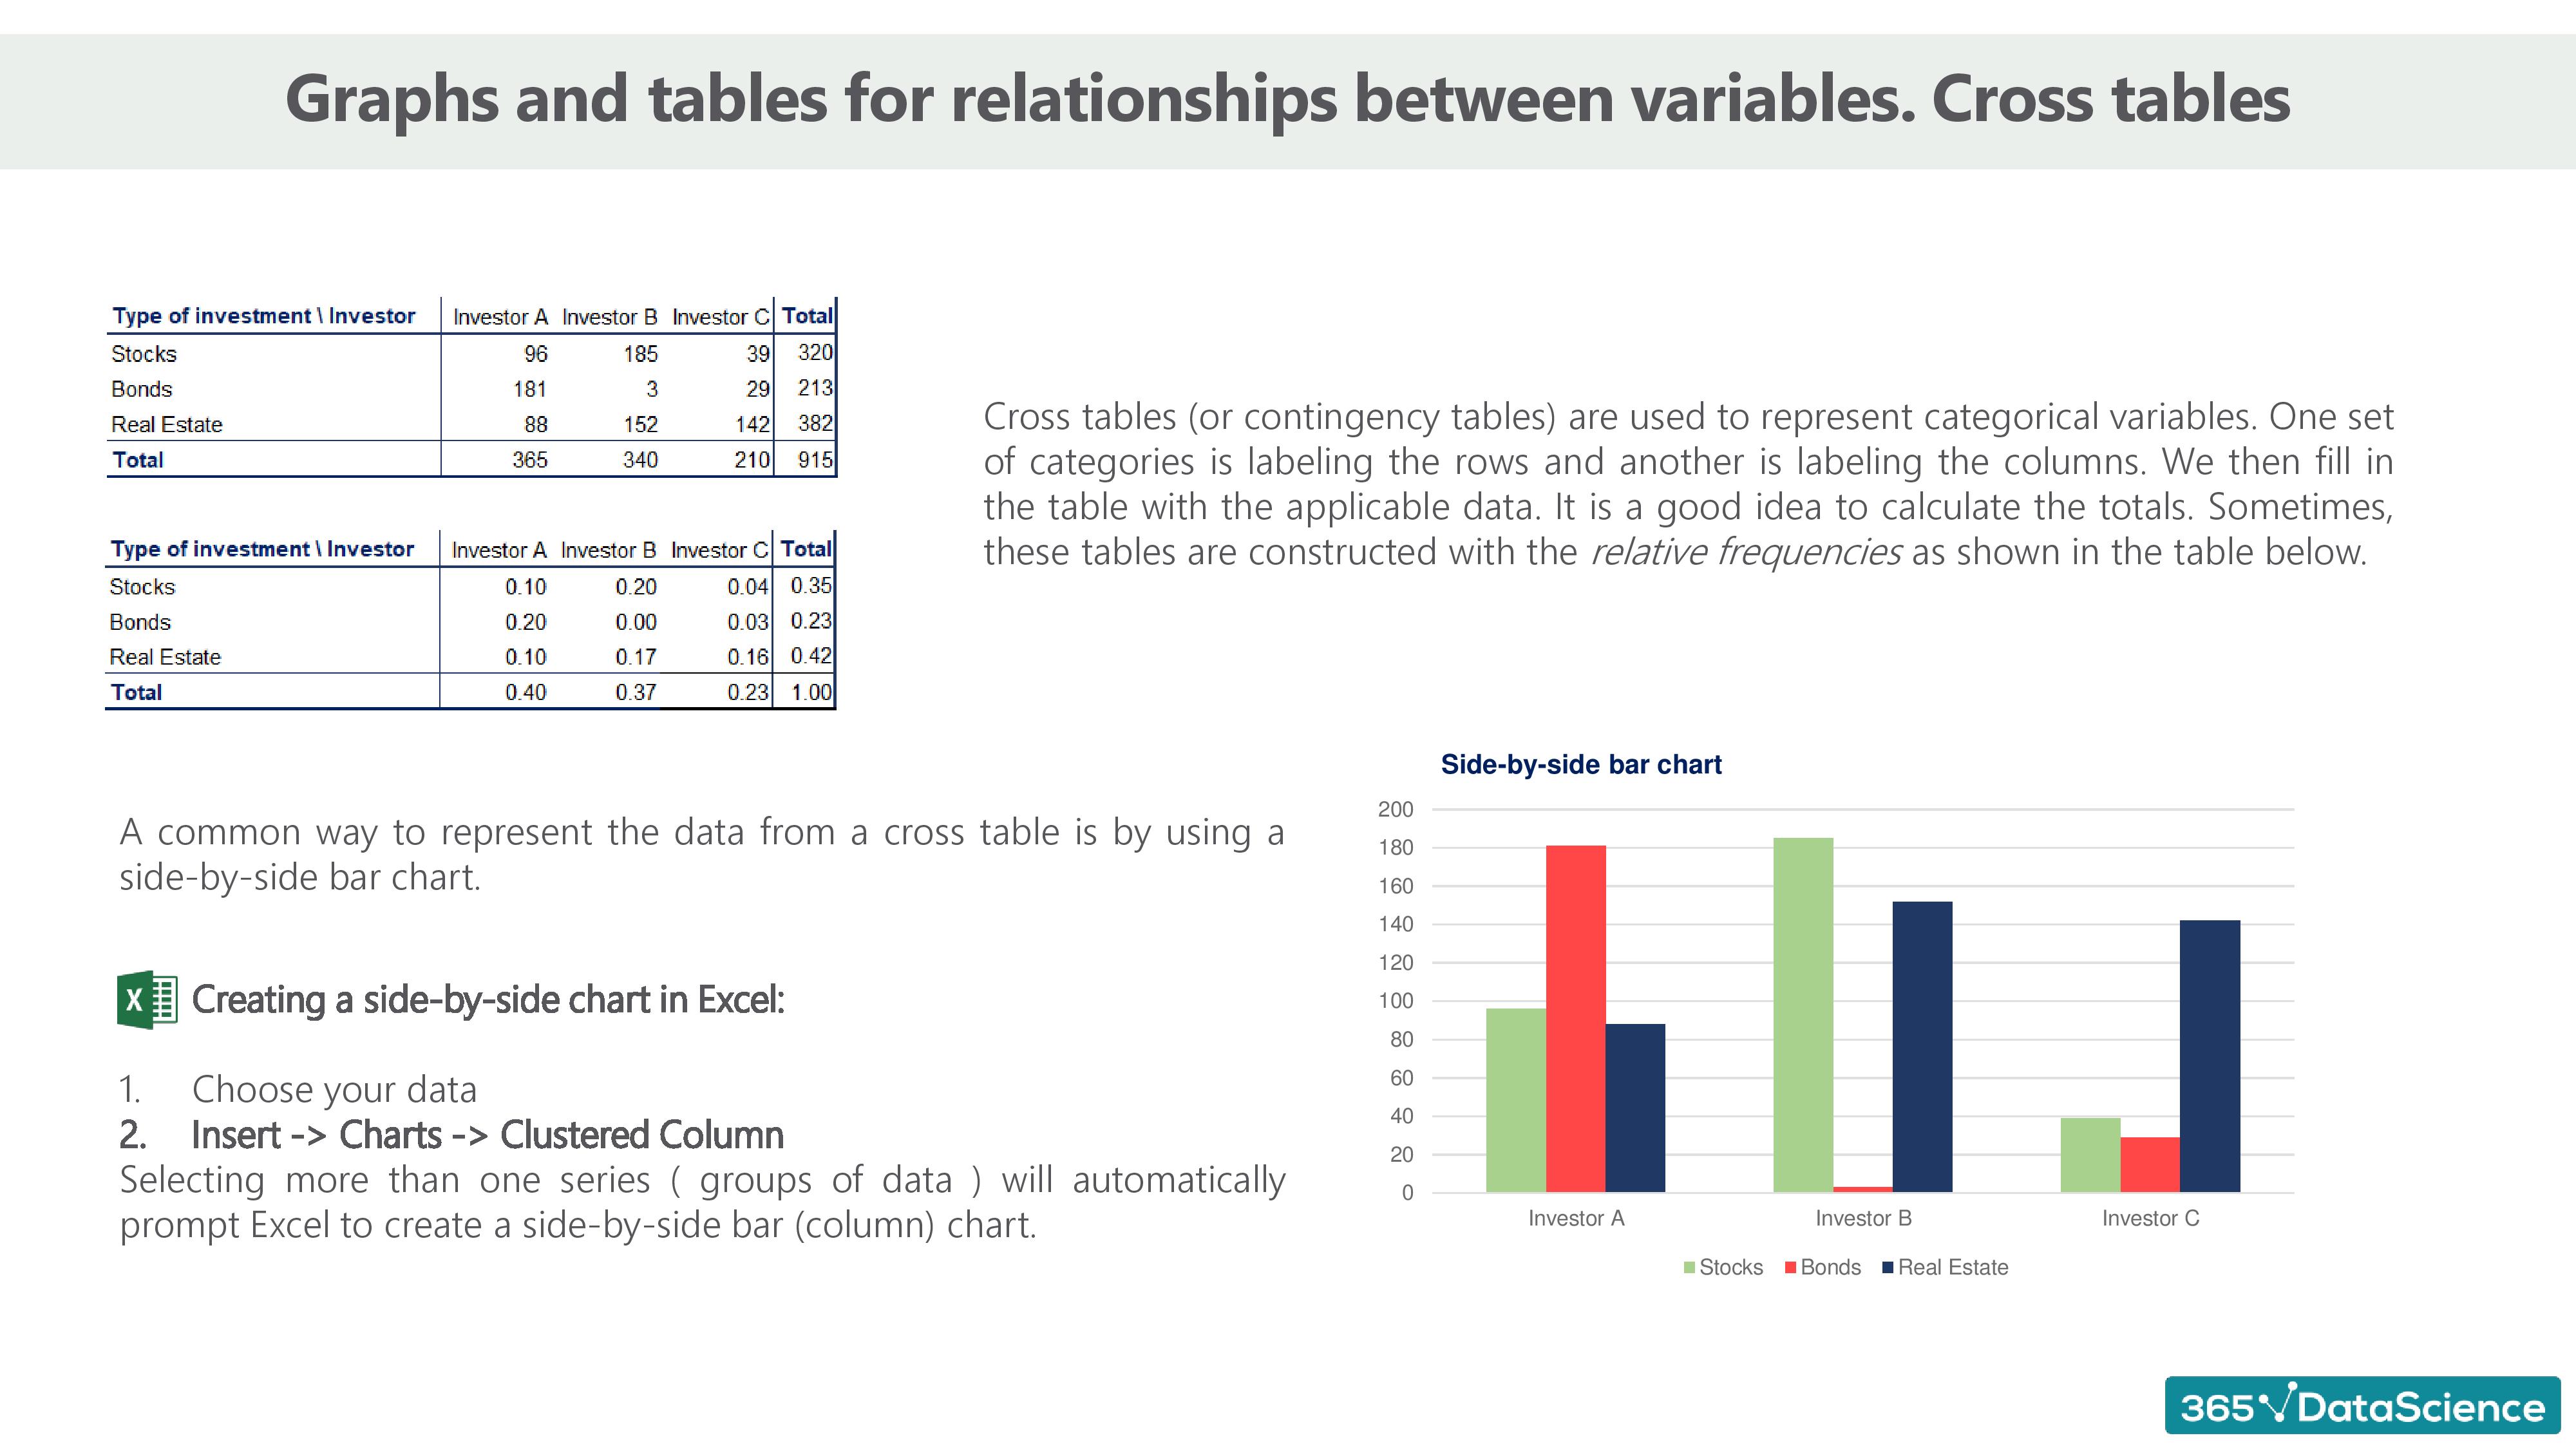 Graphs and tables for relationships between variables. Cross tables
Type of investment \ Investor Investor A Investor B Investor C Total
Stocks 96 185 39 320
Bonds 181 3 29 213
Real Estate 88 152 142 382
Total 365 340 210 915
Type of investment \ Investor Investor A Investor B Investor C Total
Stocks 0.10 0.20 0.04 0.35
Bonds 0.20 0.00 0.03 0.23
Real Estate 0.10 0.17 0.16 0.42
Total 0.40 0.37 0.23 1.00
Cross tables (or contingency tables) are used to represent categorical variables. One set
of categories is labeling the rows and another is labeling the columns. We then fill in
the table with the applicable data. It is a good idea to calculate the totals. Sometimes,
these tables are constructed with the relative frequencies as shown in the table below.
A common way to represent the data from a cross table is by using a
side-by-side bar chart.
X Creating a side-by-side chart in Excel:
1. Choose your data
2. Insert -> Charts -> Clustered Column
Selecting more than one series ( groups of data ) will automatically
prompt Excel to create a side-by-side bar (column) chart.
Side-by-side bar chart
200
180
160
140
120
100
80
60
40
20
0
Investor A Investor B Investor C
Stocks Bonds Real Estate
365 DataScience